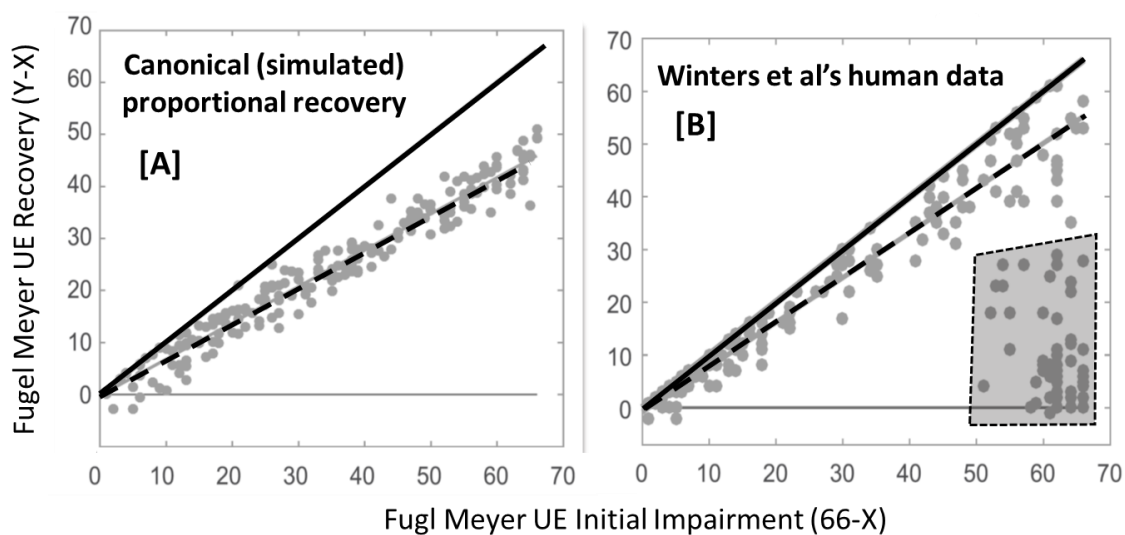 Fugel Meyer UE Recovery (Y-X)
70
60
50
40
30
20
10
0
Canonical (simulated)
proportional recovery
[A]
0 10 20 30 40 50 60 70
70
60
50
40
30
20
10
0
Winters et al's human data
[B]
0 10 20 30 40 50 60 70
Fugl Meyer UE Initial Impairment (66-X)